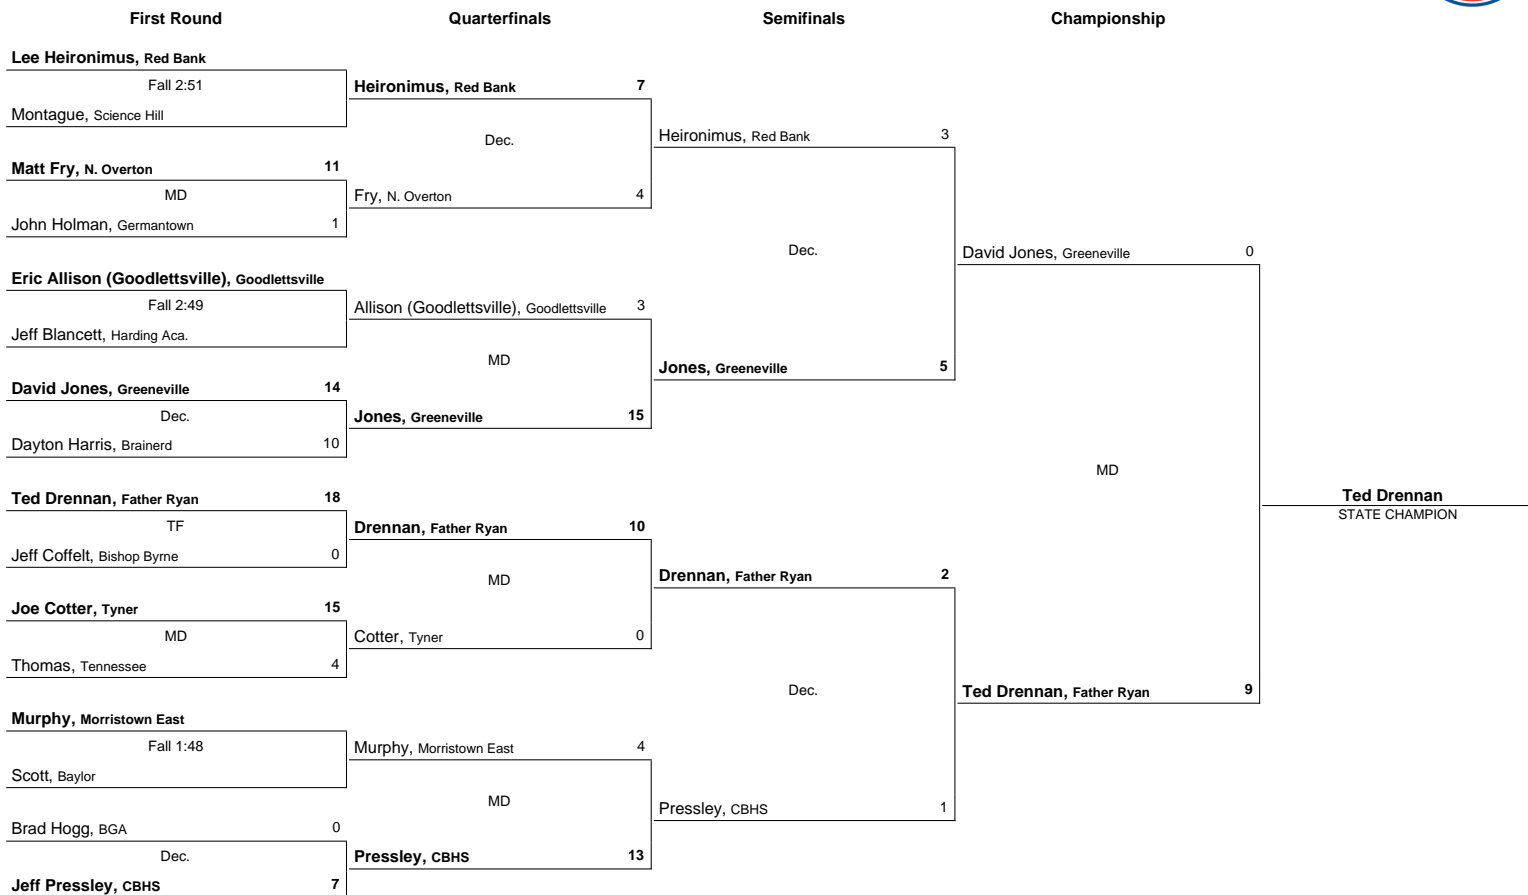 First Round Quarterfinals Semifinals Championship
Lee Heironimus, Red Bank
Fall 2:51
Montague, Science Hill
Matt Fry, N. Overton 11
MD
John Holman, Germantown 1
Eric Allison (Goodlettsville), Goodlettsville
Fall 2:49
Jeff Blancett, Harding Aca.
David Jones, Greeneville 14
Dec.
Dayton Harris, Brainerd 10
Ted Drennan, Father Ryan 18
TF
Jeff Coffelt, Bishop Byrne 0
Joe Cotter, Tyner 15
MD
Thomas, Tennessee 4
Murphy, Morristown East
Fall 1:48
Scott, Baylor
Brad Hogg, BGA 0
Dec.
Jeff Pressley, CBHS 7
Heironimus, Red Bank 7
Dec.
Fry, N. Overton 4
Allison (Goodlettsville), Goodlettsville 3
MD
Jones, Greeneville 15
Drennan, Father Ryan 10
MD
Cotter, Tyner 0
Murphy, Morristown East 4
MD
Pressley, CBHS 13
Heironimus, Red Bank 3
Dec.
Jones, Greeneville 5
Drennan, Father Ryan 2
Dec.
Pressley, CBHS 1
David Jones, Greeneville 0
MD
Ted Drennan, Father Ryan 9
Ted Drennan
STATE CHAMPION